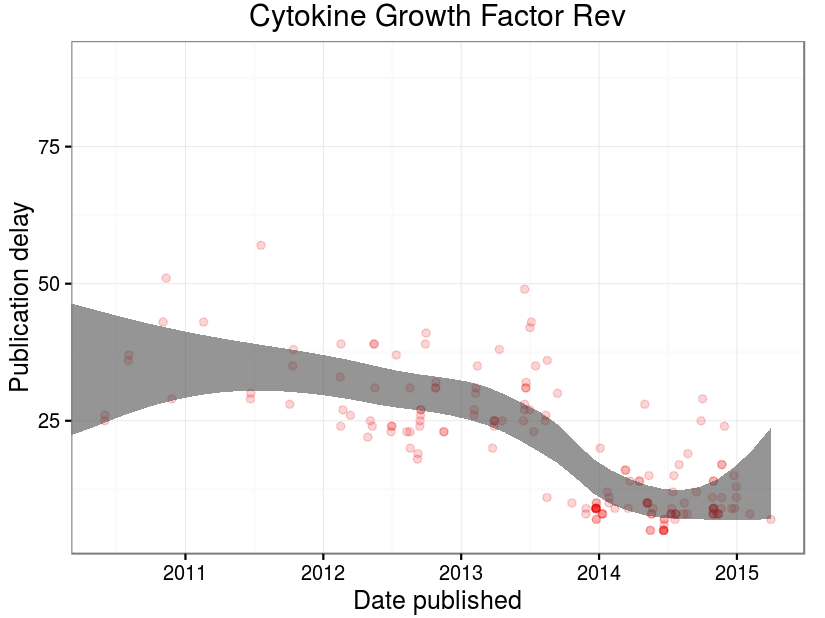 Cytokine Growth Factor Rev
Publication delay
75
50
25
2011 2012 2013 2014 2015
Date published